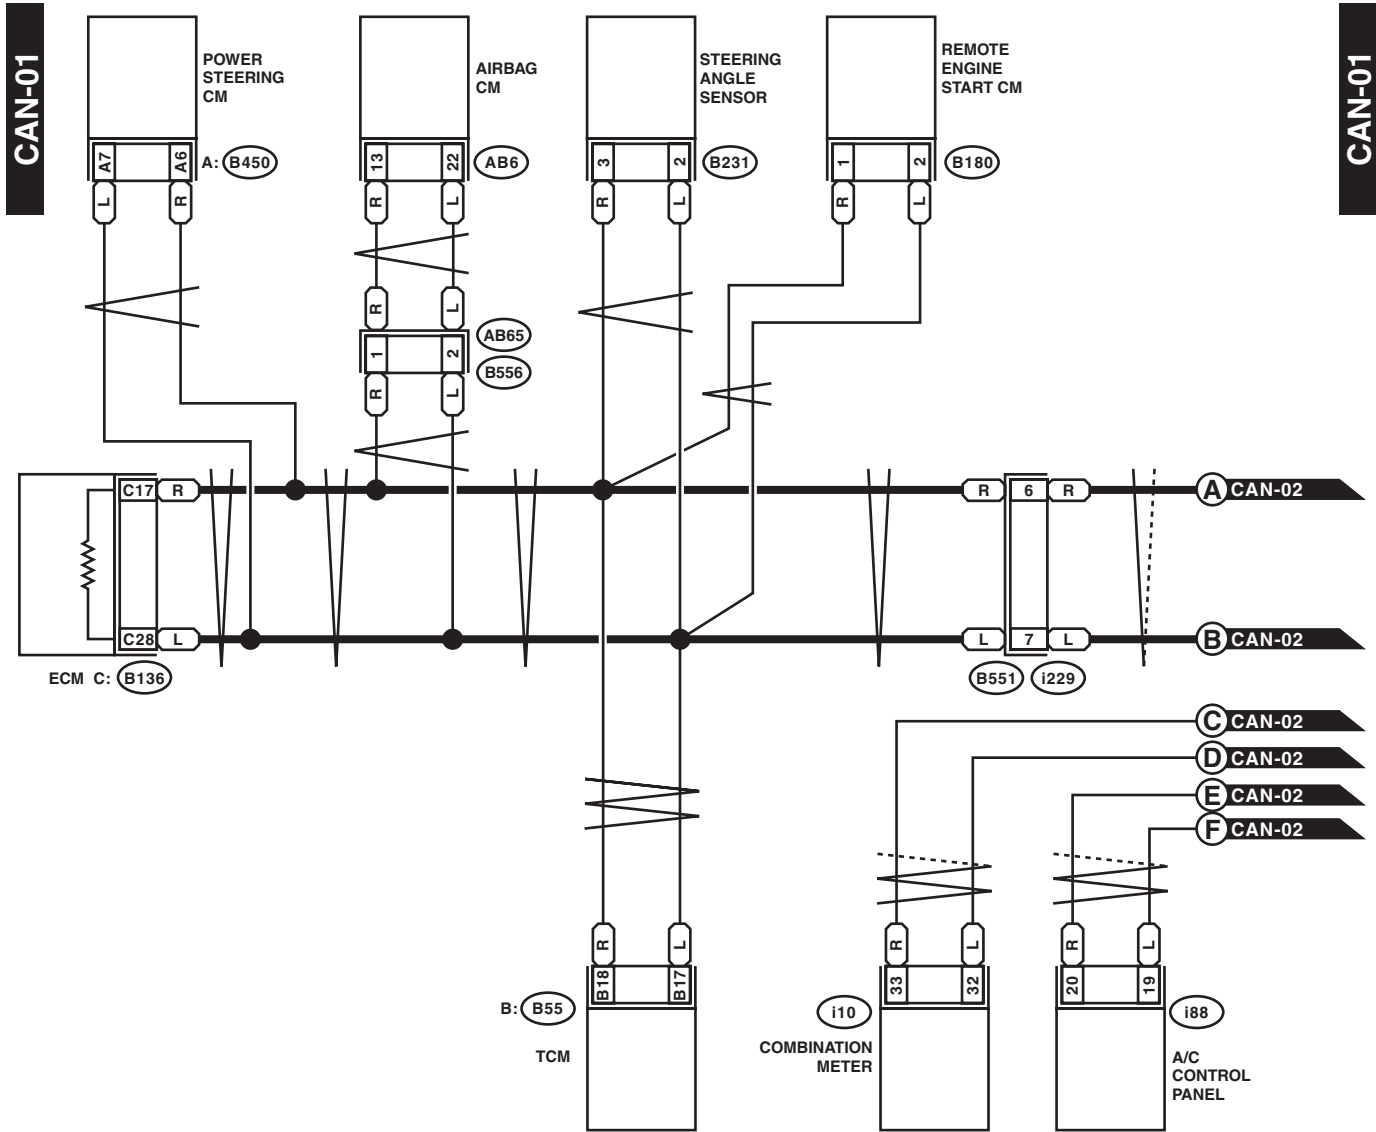 CAN-01
CAN-01
POWER
STEERING
CM
AIRBAG
CM
STEERING
ANGLE
SENSOR
REMOTE
ENGINE
START CM
A7 A6 A: B450
13 22 AB6
3 2 B231
1 2 B180
L R R L R L R L
R L
AB65
1 2
B556
R L
C17 R R 6 R A CAN-02
C28 L L 7 L B CAN-02
ECM C: B136
B551 i229
C CAN-02
D CAN-02
E CAN-02
F CAN-02
R L R L R L
B18 B17 33 32 20 19
B: B55
i10
i88
TCM
COMBINATION
METER
A/C
CONTROL
PANEL